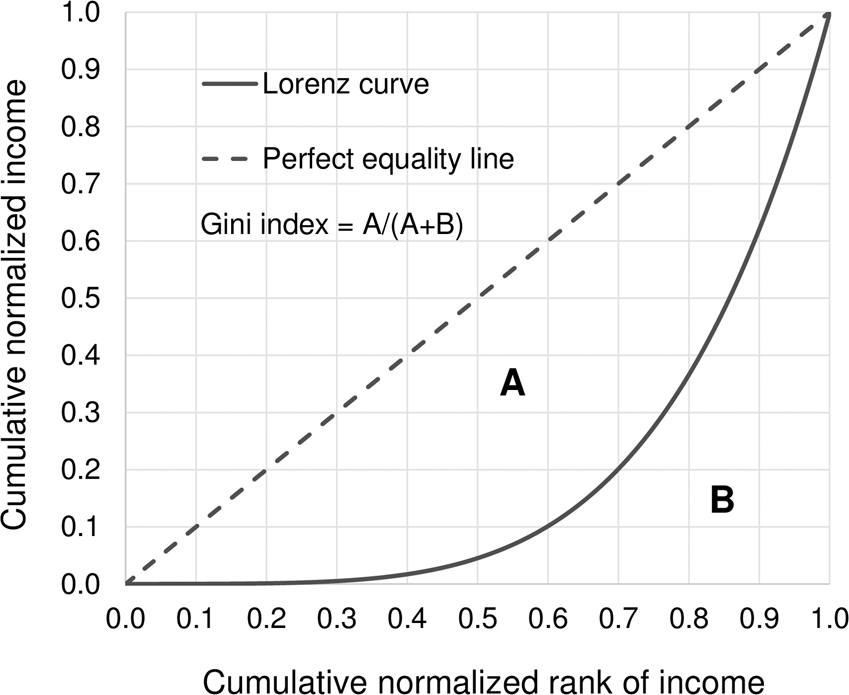 Cumulative normalized income
1.0
0.9
0.8
0.7
0.6
0.5
0.4
0.3
0.2
0.1
0.0
Lorenz curve
Perfect equality line
Gini index = A/(A+B)
A
B
0.0 0.1 0.2 0.3 0.4 0.5 0.6 0.7 0.8 0.9 1.0
Cumulative normalized rank of income